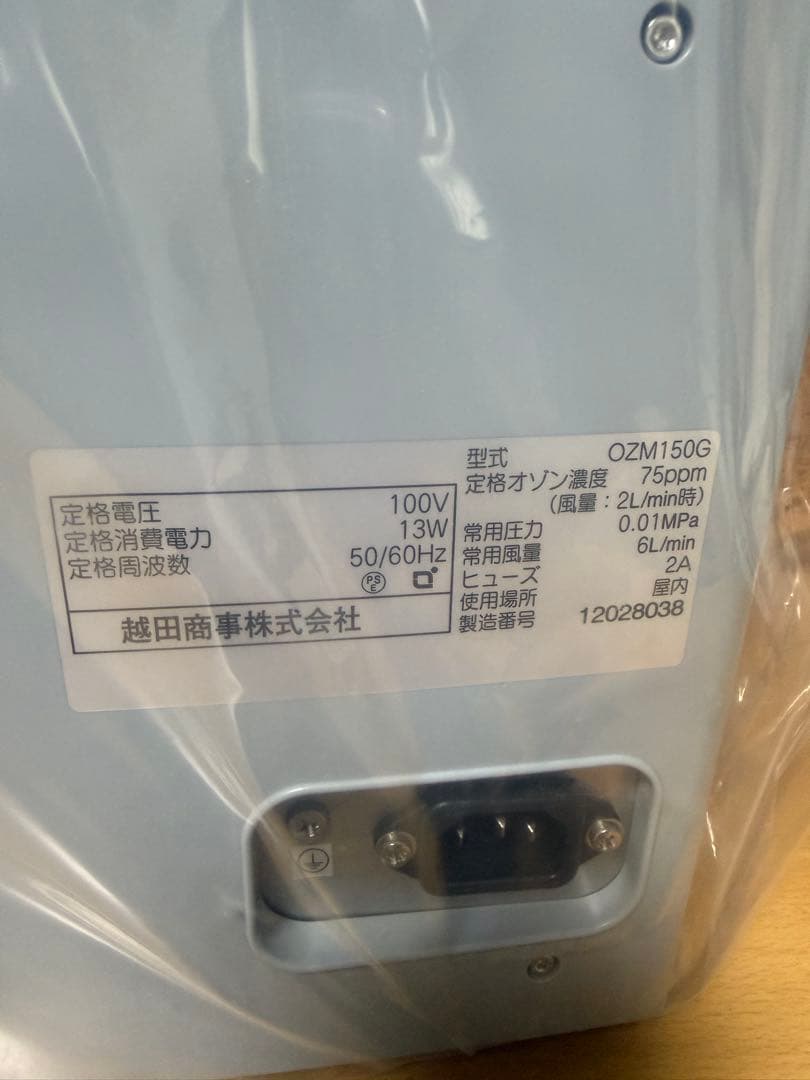 定格電圧 100V
定格消費電力 13W
定格周波数 50/60Hz
PS
E
越田商事株式会社
型式 OZM150G
定格オゾン濃度 75ppm
(風量:2L/min時)
常用圧力 0.01MPa
常用風量 6L/min
ヒューズ 2A
使用場所 屋内
製造番号 12028038